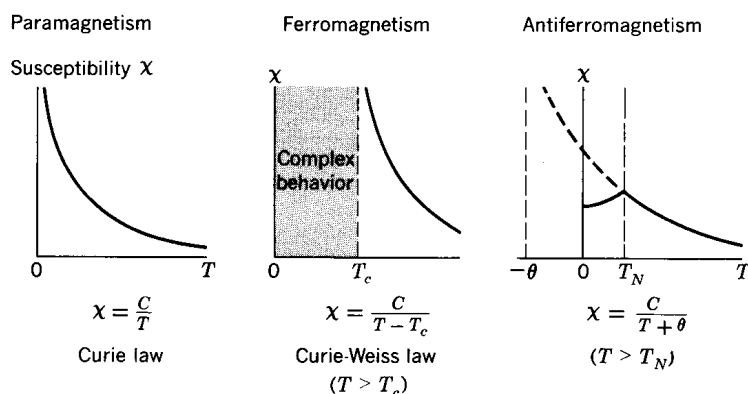 Paramagnetism
Susceptibility χ
0
T
χ = C/T
Curie law
Ferromagnetism
χ
Complex behavior
0
T_c
χ = C/(T − T_c)
Curie-Weiss law
(T > T_c)
Antiferromagnetism
χ
−θ
0
T_N
T
χ = C/(T + θ)
(T > T_N)